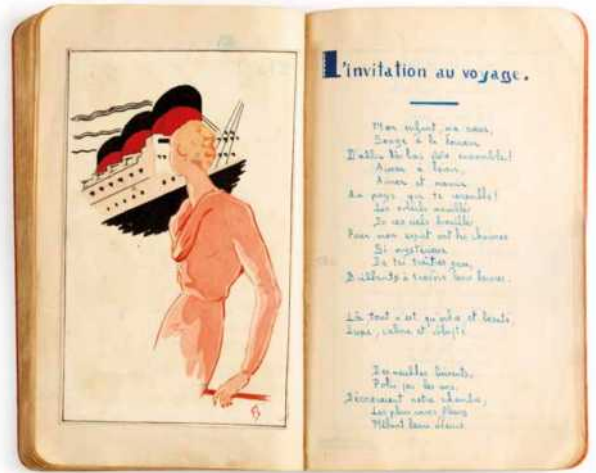 L'invitation au voyage.
Mon enfant, ma sœur,
Songe à la douceur
D'aller là-bas vivre ensemble!
Aimer à loisir,
Aimer et mourir
Au pays qui te ressemble!
Les soleils mouillés
De ces ciels brouillés
Pour mon esprit ont les charmes
Si mystérieux
De tes traîtres yeux,
Brillants à travers leurs larmes.
Là tout n'est qu'ordre et beauté,
Luxe, calme et volupté
Des meubles luisants,
Polis par les ans,
Décoreraient notre chambre,
Les plus rares fleurs
Mêlant leurs odeurs